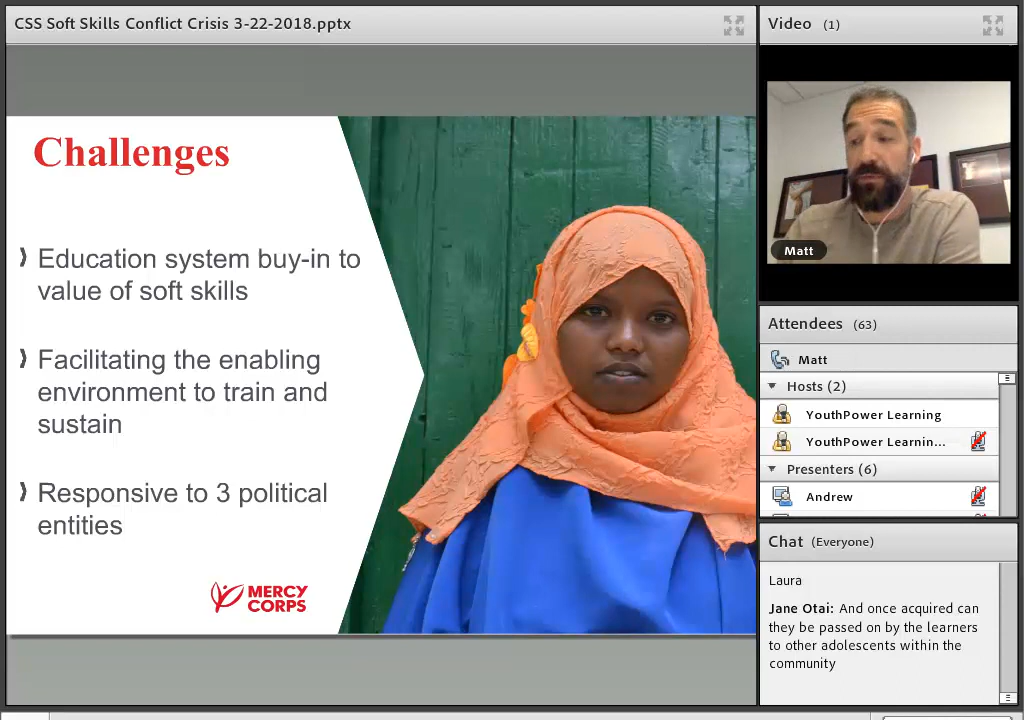 CSS Soft Skills Conflict Crisis 3-22-2018.pptx
Challenges
Education system buy-in to
value of soft skills
Facilitating the enabling
environment to train and
sustain
Responsive to 3 political
entities
MERCY
CORPS
Video (1)
Matt
Attendees (63)
Matt
Hosts (2)
YouthPower Learning
YouthPower Learnin...
Presenters (6)
Andrew
Chat (Everyone)
Laura
Jane Otai: And once acquired can
they be passed on by the learners
to other adolescents within the
community